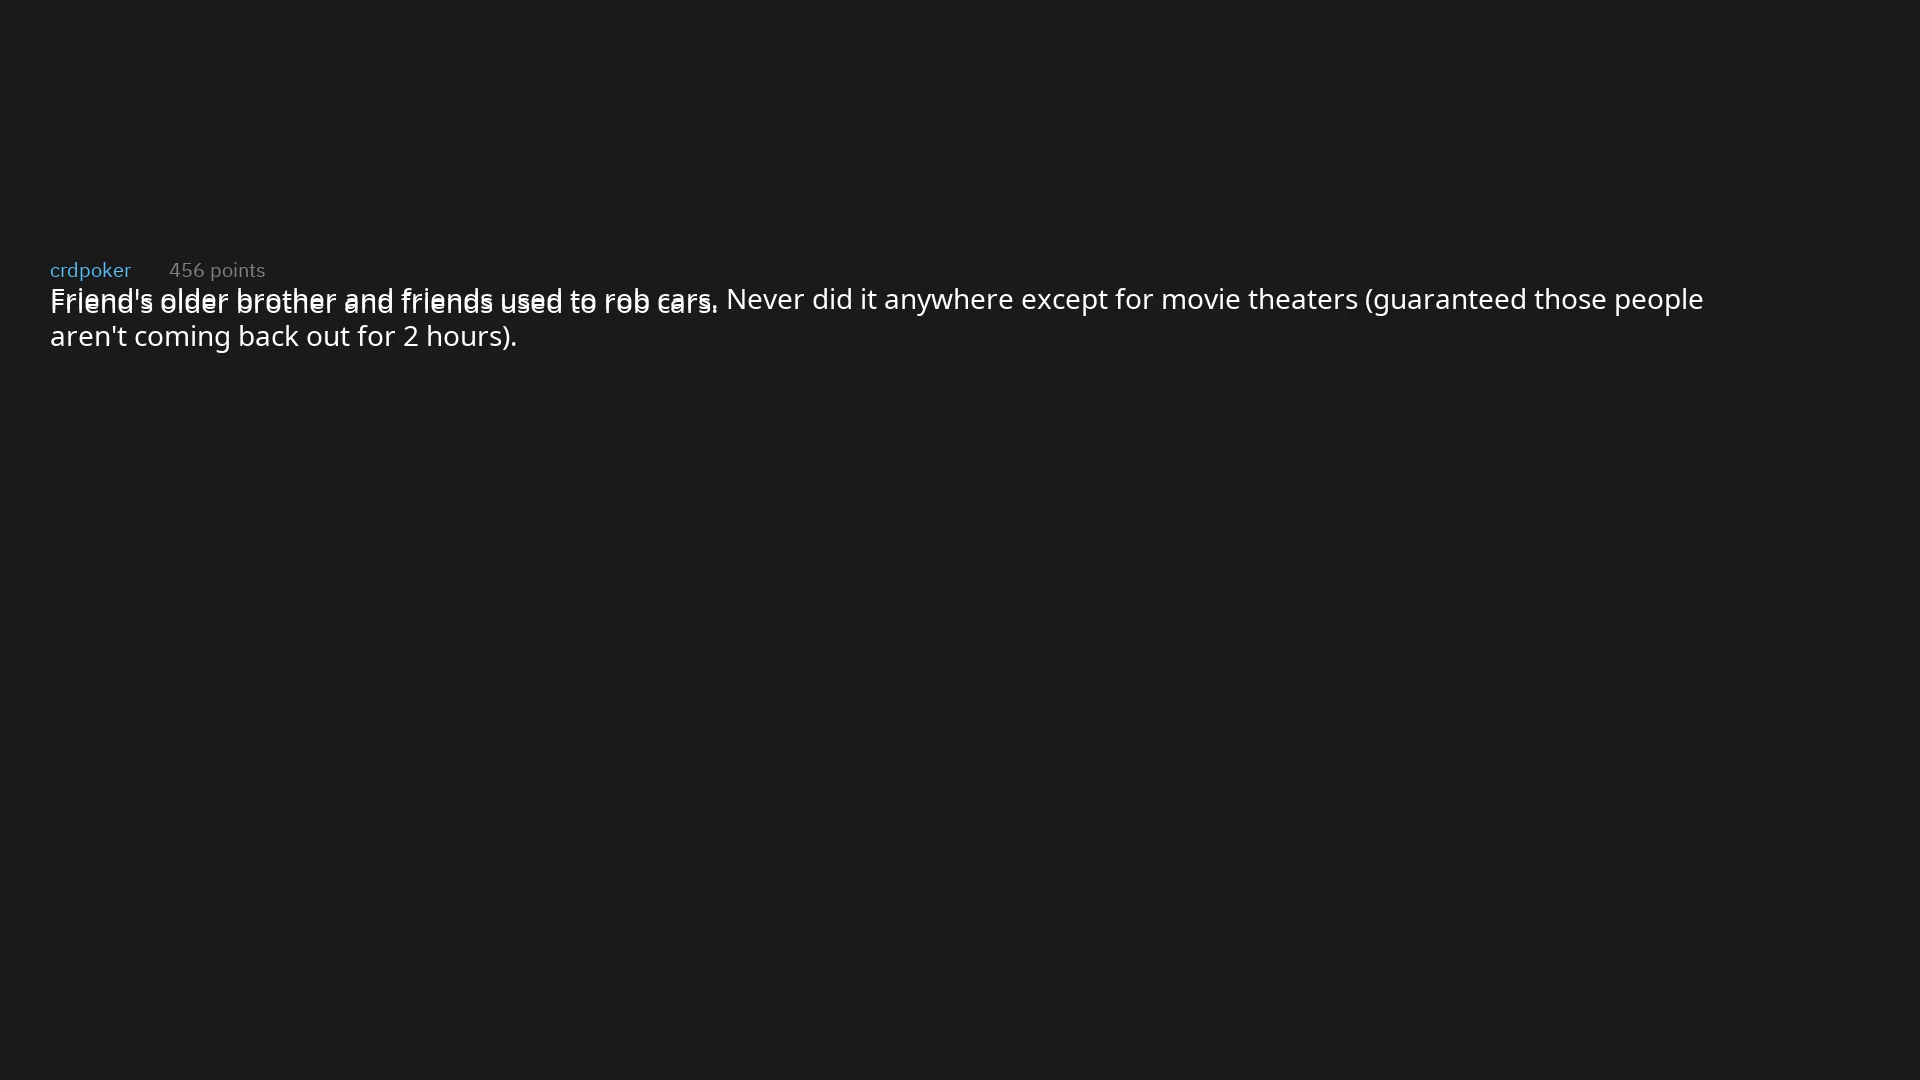 crdpoker 456 points
Friend's older brother and friends used to rob cars. Never did it anywhere except for movie theaters (guaranteed those people
aren't coming back out for 2 hours).